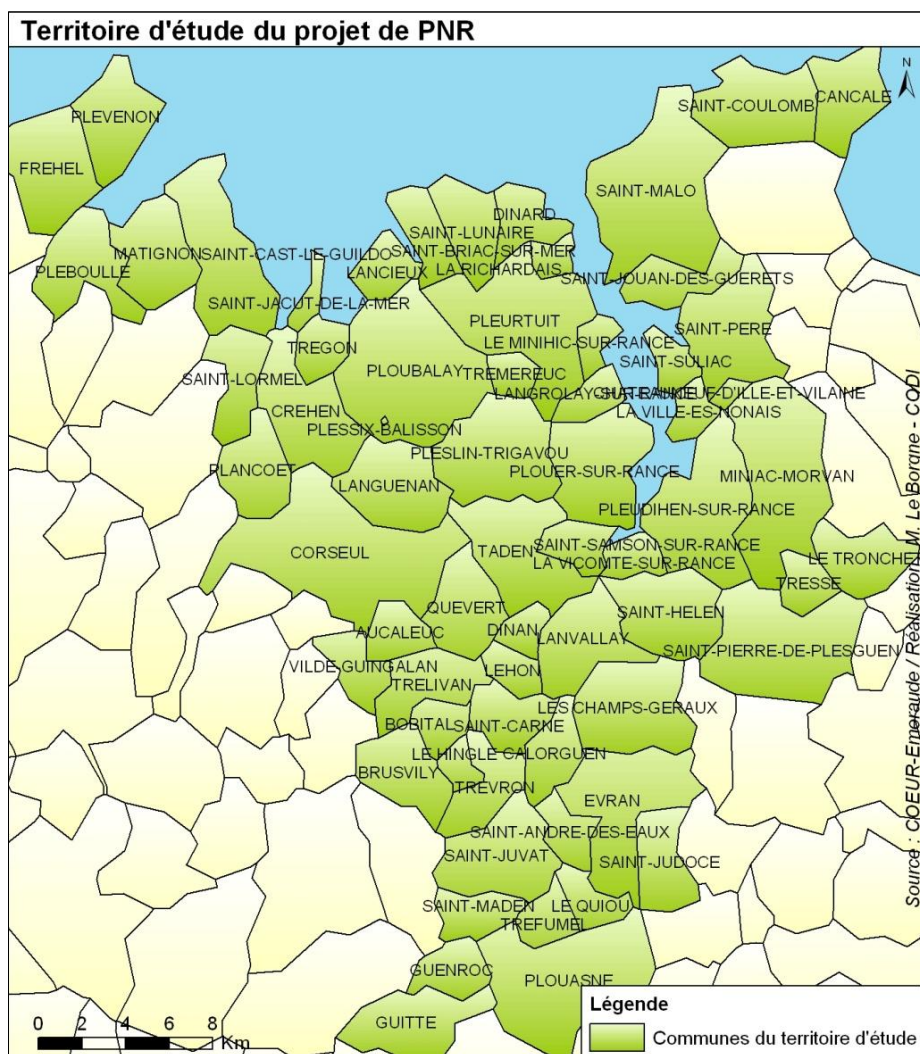 Territoire d'étude du projet de PNR
N
PLEVENON
SAINT-COULOMB
CANCALE
FREHEL
SAINT-MALO
DINARD
SAINT-LUNAIRE
MATIGNON
SAINT-CAST-LE-GUILDO
SAINT-BRIAC-SUR-MER
PLEBOULLE
LANCIEUX
LA RICHARDAIS
SAINT-JOUAN-DES-GUERETS
SAINT-JACUT-DE-LA-MER
PLEURTUIT
SAINT-PERE
TREGON
LE MINIHIC-SUR-RANCE
PLOUBALAY
SAINT-SULIAC
SAINT-LORMEL
TREMEREUC
LANGROLAY-SUR-RANCE
CHATEAUNEUF-D'ILLE-ET-VILAINE
CREHEN
LA VILLE-ES-NONAIS
PLESSIX-BALISSON
PLESLIN-TRIGAVOU
PLANCOET
PLOUER-SUR-RANCE
MINIAC-MORVAN
LANGUENAN
PLEUDIHEN-SUR-RANCE
CORSEUL
TADEN
SAINT-SAMSON-SUR-RANCE
LE TRONCHET
LA VICOMTE-SUR-RANCE
TRESSE
QUEVERT
SAINT-HELEN
AUCALEUC
DINAN
LANVALLAY
SAINT-PIERRE-DE-PLESGUEN
VILDE-GUINGALAN
LEHON
TRELIVAN
LES CHAMPS-GERAUX
BOBITAL
SAINT-CARNE
LE HINGLE
CALORGUEN
BRUSVILY
TREVRON
EVRAN
SAINT-ANDRE-DES-EAUX
SAINT-JUVAT
SAINT-JUDOCE
SAINT-MADEN
LE QUIOU
TREFUMEL
GUENROC
PLOUASNE
GUITTE
0 2 4 6 8
Km
Légende
Communes du territoire d'étude
Source : COEUR-Emeraude / Réalisation : M. Le Borgne - CODI